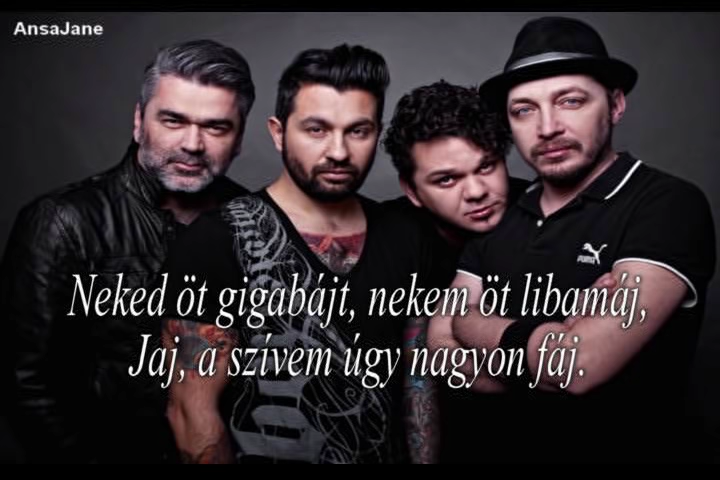 AnsaJane
PUMA
Neked öt gigabájt, nekem öt libamáj,
Jaj, a szívem úgy nagyon fáj.